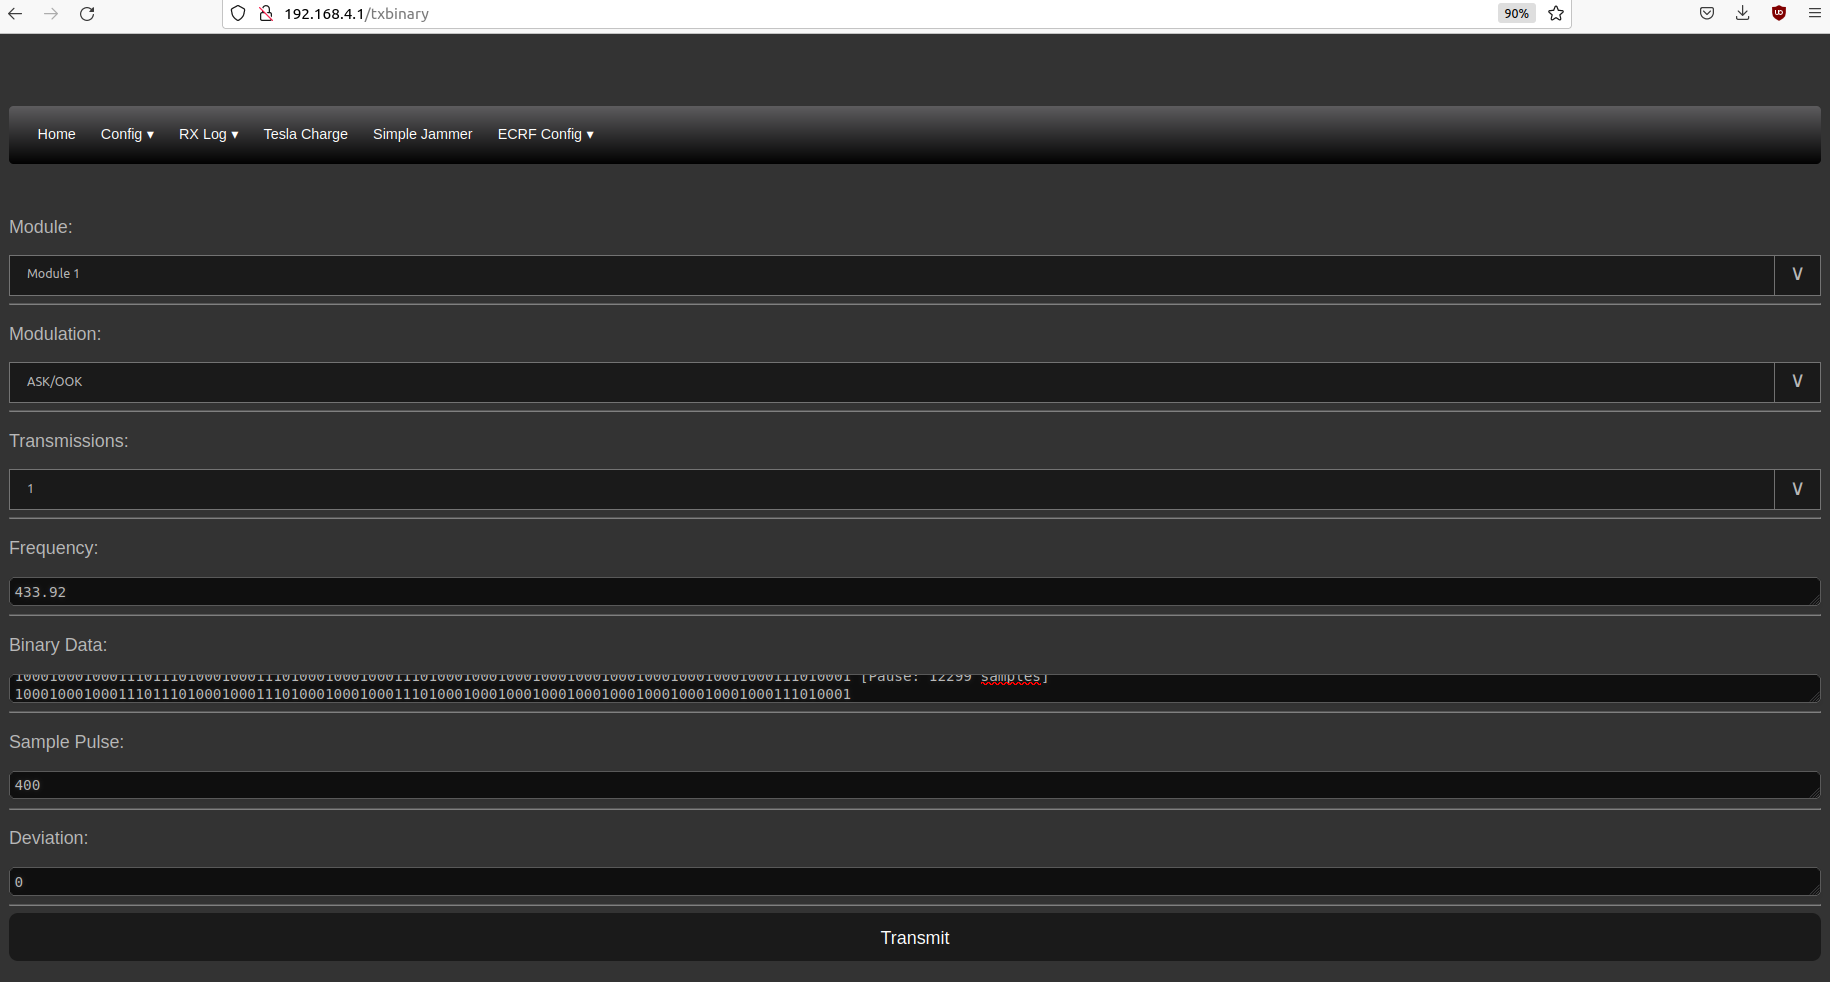 Home Config ▾ RX Log ▾ Tesla Charge Simple Jammer ECRF Config ▾
192.168.4.1/txbinary 90%
Module:
Module 1
Modulation:
ASK/OOK
Transmissions:
1
Frequency:
433.92
Binary Data:
1000100010001110111010001000111010001000100011101000100010001000100010001000100010001000111010001 [Pause: 12299 samples]
1000100010001110111010001000111010001000100011101000100010001000100010001000100010001000111010001
Sample Pulse:
400
Deviation:
0
Transmit